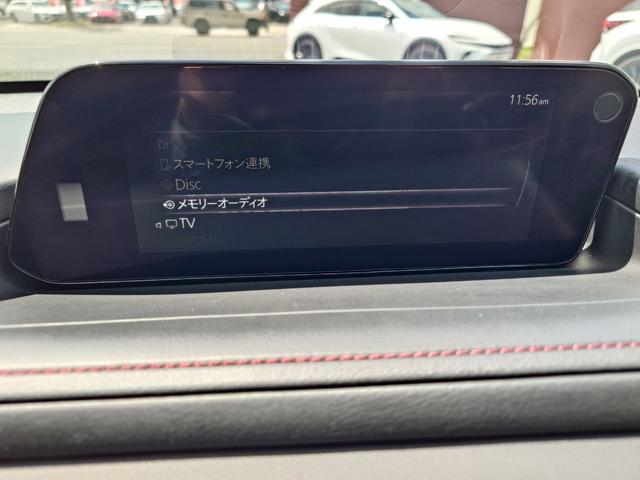 11:56am
スマートフォン連携
Disc
メモリーオーディオ
TV